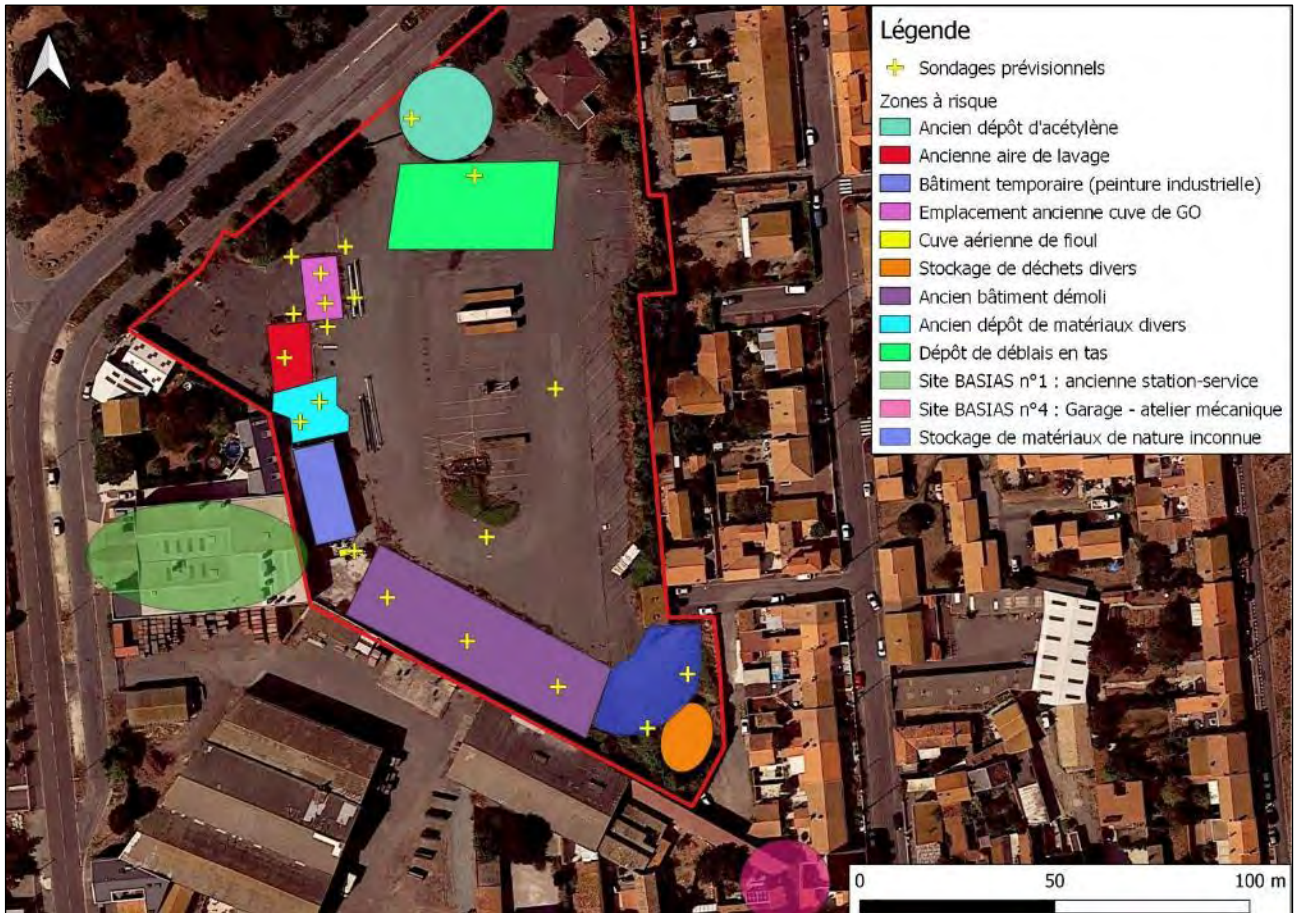 Légende
Sondages prévisionnels
Zones à risque
Ancien dépôt d'acétylène
Ancienne aire de lavage
Bâtiment temporaire (peinture industrielle)
Emplacement ancienne cuve de GO
Cuve aérienne de fioul
Stockage de déchets divers
Ancien bâtiment démoli
Ancien dépôt de matériaux divers
Dépôt de déblais en tas
Site BASIAS n°1 : ancienne station-service
Site BASIAS n°4 : Garage - atelier mécanique
Stockage de matériaux de nature inconnue
0 50 100 m